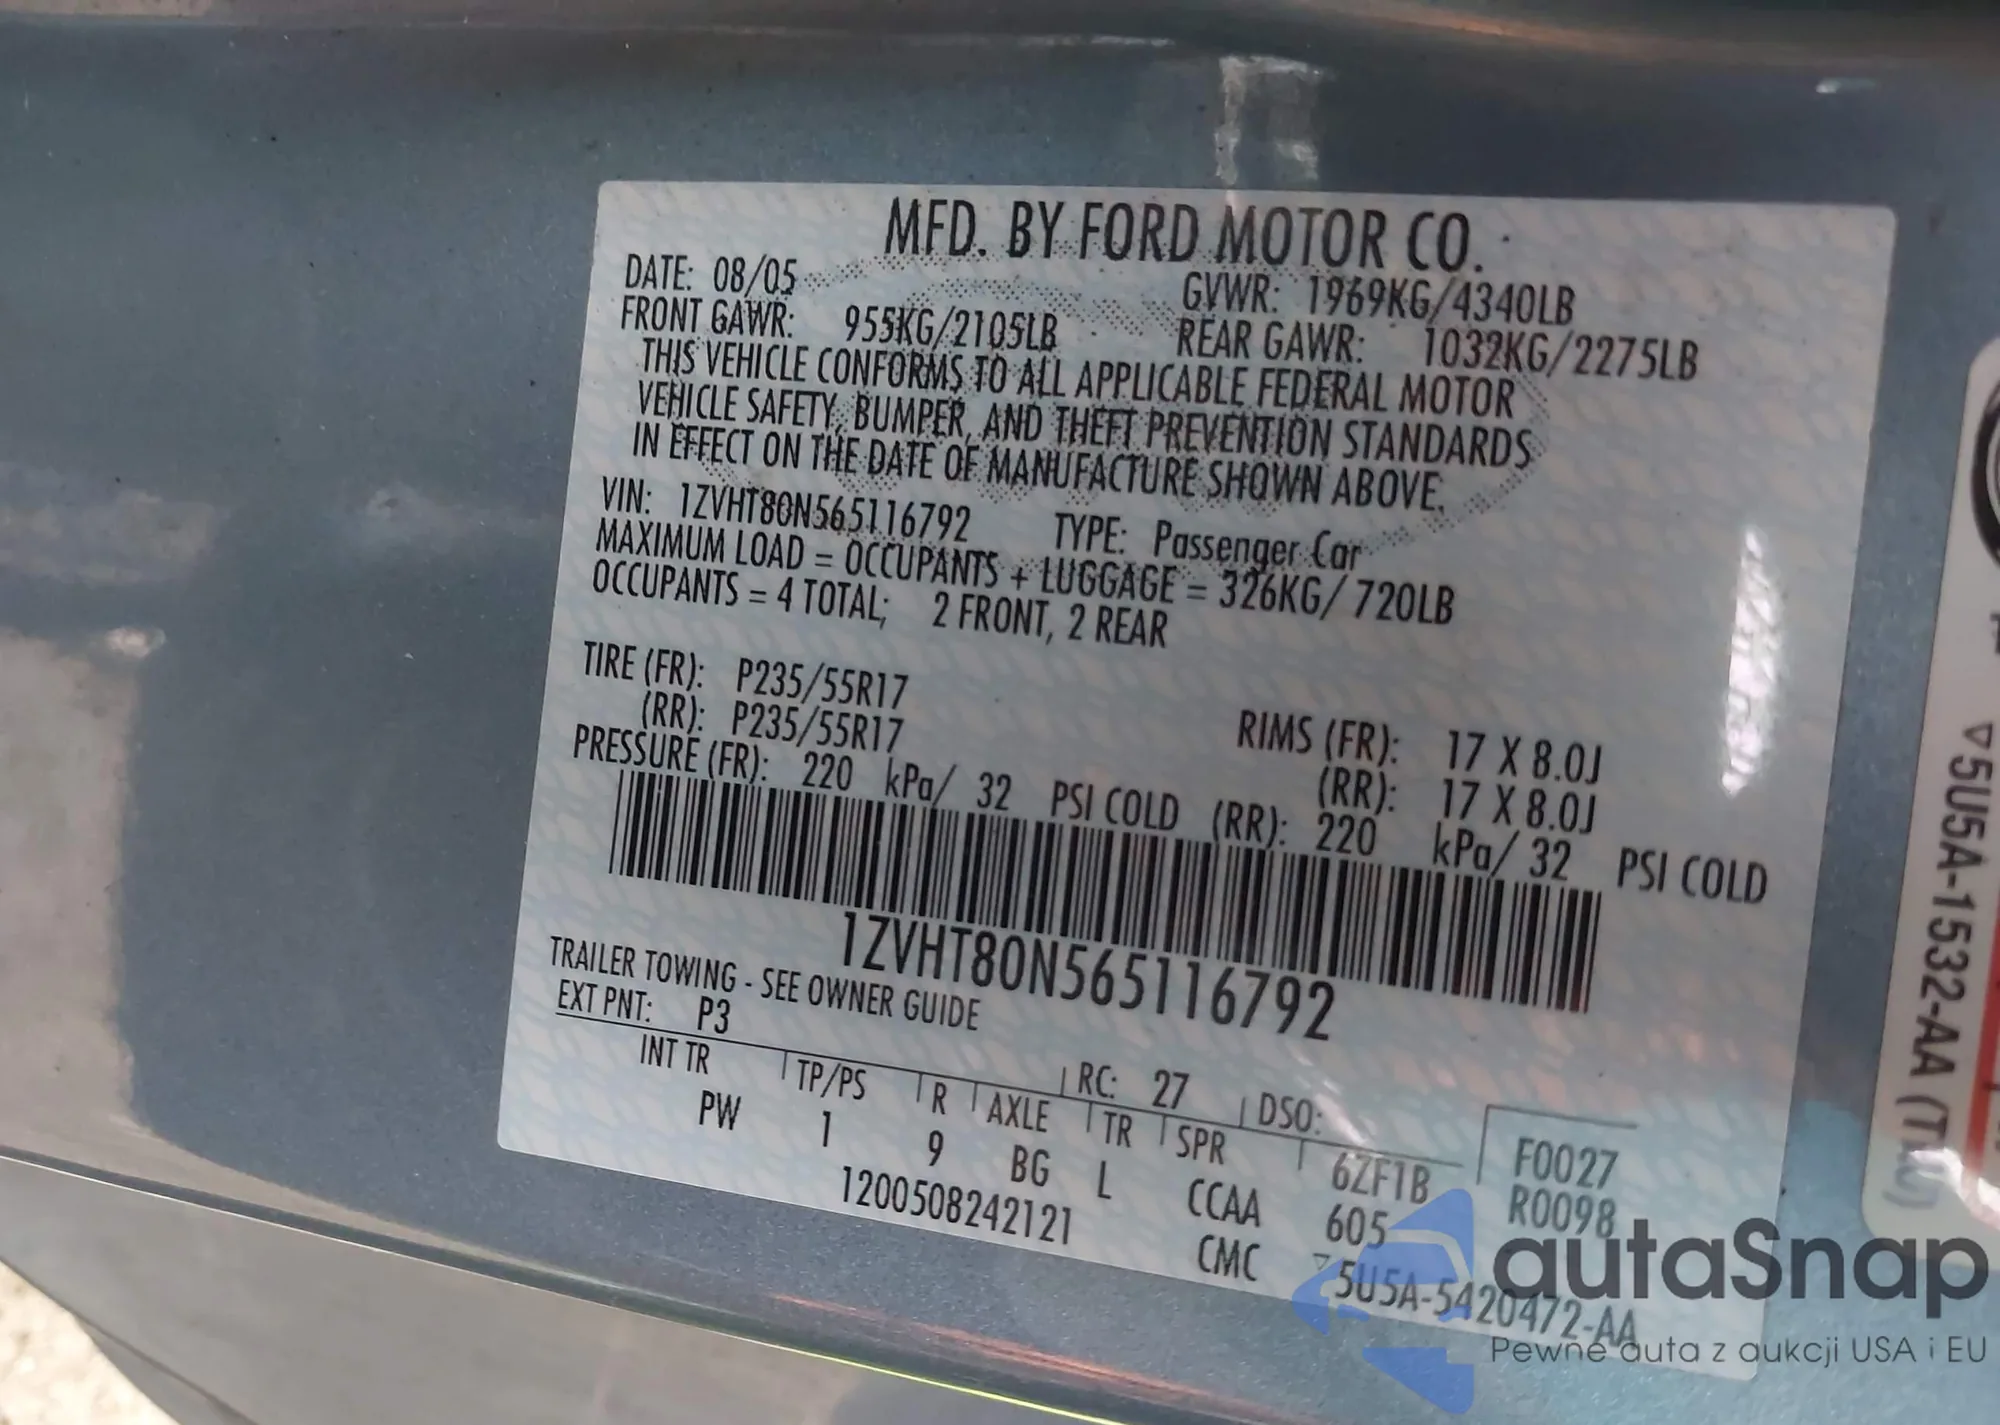 MFD. BY FORD MOTOR CO.
DATE: 08/05 GVWR: 1969KG/4340LB
FRONT GAWR: 955KG/2105LB REAR GAWR: 1032KG/2275LB
THIS VEHICLE CONFORMS TO ALL APPLICABLE FEDERAL MOTOR
VEHICLE SAFETY, BUMPER, AND THEFT PREVENTION STANDARDS
IN EFFECT ON THE DATE OF MANUFACTURE SHOWN ABOVE.
VIN: 1ZVHT80N565116792 TYPE: Passenger Car
MAXIMUM LOAD = OCCUPANTS + LUGGAGE = 326KG/ 720LB
OCCUPANTS = 4 TOTAL; 2 FRONT, 2 REAR
TIRE (FR): P235/55R17 RIMS (FR): 17 X 8.0J
(RR): P235/55R17 (RR): 17 X 8.0J
PRESSURE (FR): 220 kPa/ 32 PSI COLD (RR): 220 kPa/ 32 PSI COLD
1ZVHT80N565116792
TRAILER TOWING - SEE OWNER GUIDE
EXT PNT: P3 RC: 27 DSO: F0027
INT TR TP/PS R AXLE TR SPR 6ZF1B R0098
PW 1 9 BG L CCAA 605
1200508242121 CMC ▽5U5A-5420472-AA
▽5U5A-1532-AA
autaSnap
Pewne auta z aukcji USA i EU